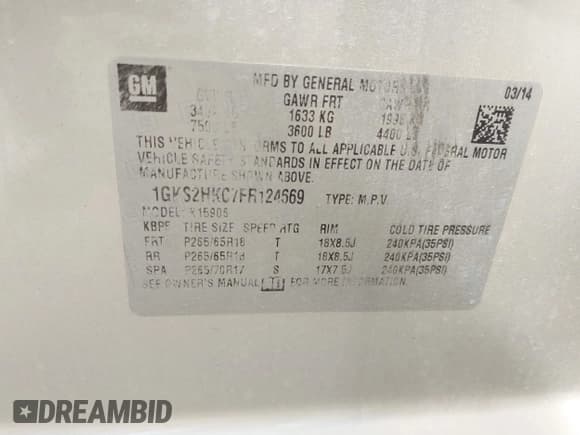 GM
MFD BY GENERAL MOTORS
03/14
GAWR FRT
1633 KG
3600 LB 4400 LB
THIS VEHICLE CONFORMS TO ALL APPLICABLE U.S. FEDERAL MOTOR
VEHICLE SAFETY STANDARDS IN EFFECT ON THE DATE OF
MANUFACTURE SHOWN ABOVE.
1GKS2HKC7FR124669 TYPE: M.P.V.
MODEL: K15906
TIRE SIZE SPEED RTG RIM COLD TIRE PRESSURE
FRT P265/65R18 T 18X8.5J 240KPA(35PSI)
RR P265/65R18 T 18X8.5J 240KPA(35PSI)
SPA P265/70R17 S 17X7.5J 240KPA(35PSI)
SEE OWNER'S MANUAL FOR MORE INFORMATION.
DREAMBID